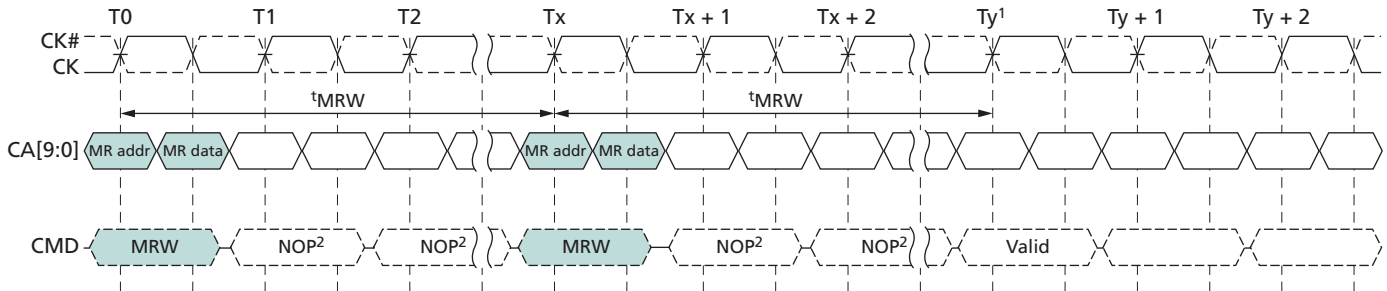 T0 T1 T2 Tx Tx + 1 Tx + 2 Ty¹ Ty + 1 Ty + 2
CK#
CK
ᵗMRW ᵗMRW
CA[9:0] MR addr MR data MR addr MR data
CMD MRW NOP² NOP² MRW NOP² NOP² Valid